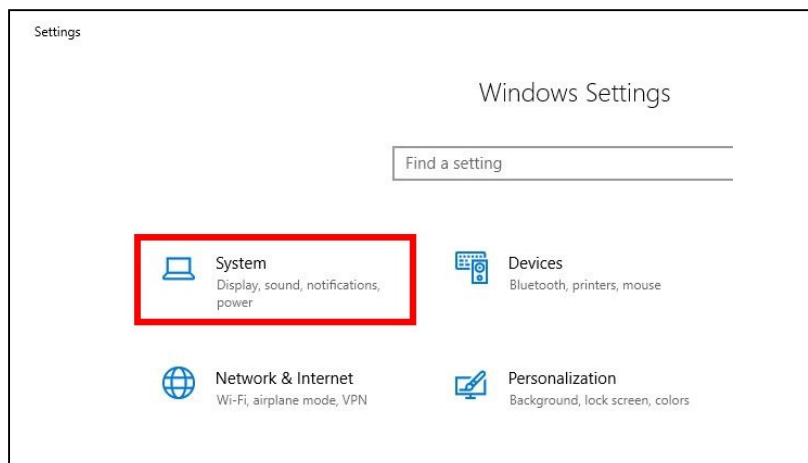 Settings
Windows Settings
Find a setting
System
Display, sound, notifications,
power
Devices
Bluetooth, printers, mouse
Network & Internet
Wi-Fi, airplane mode, VPN
Personalization
Background, lock screen, colors